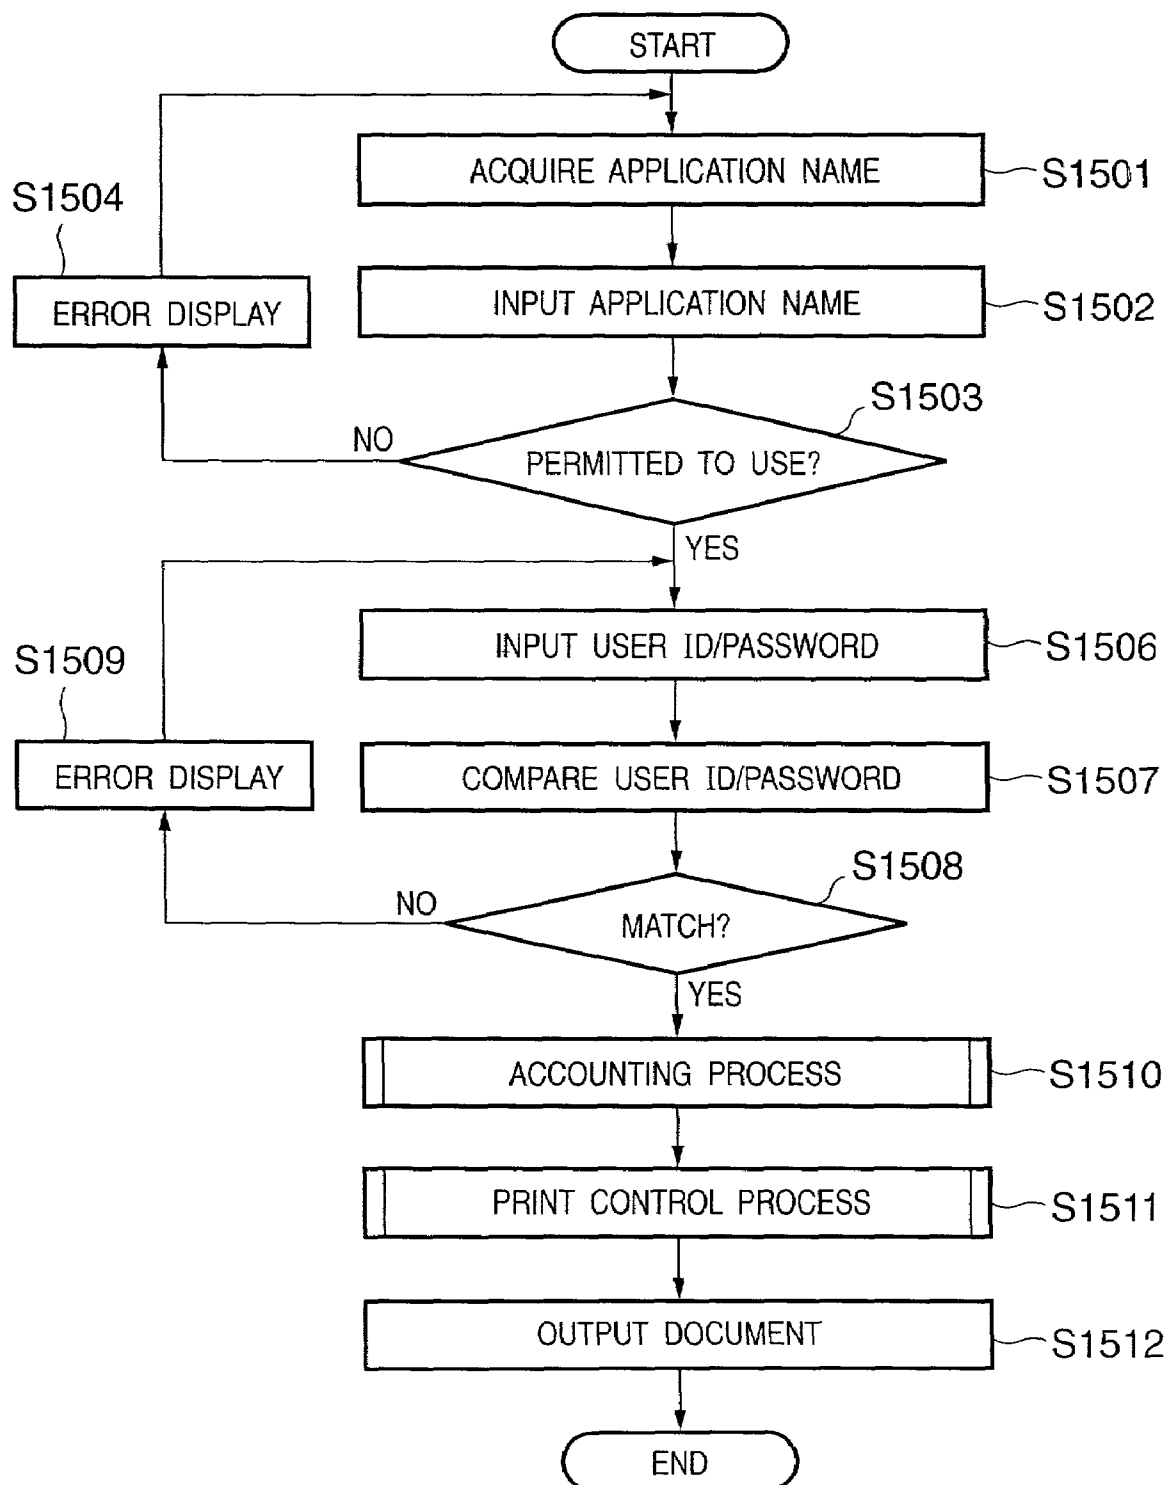 START
ACQUIRE APPLICATION NAME
S1501
S1504
ERROR DISPLAY
INPUT APPLICATION NAME
S1502
S1503
NO
PERMITTED TO USE?
YES
INPUT USER ID/PASSWORD
S1506
S1509
ERROR DISPLAY
COMPARE USER ID/PASSWORD
S1507
S1508
NO
MATCH?
YES
ACCOUNTING PROCESS
S1510
PRINT CONTROL PROCESS
S1511
OUTPUT DOCUMENT
S1512
END